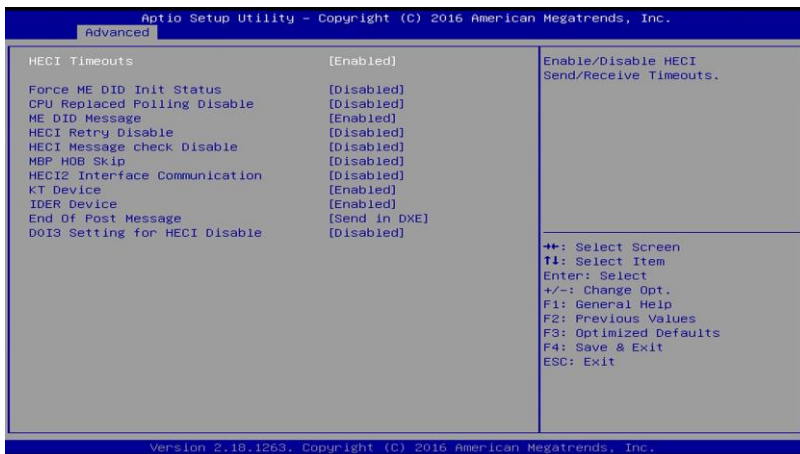 Aptio Setup Utility – Copyright (C) 2016 American Megatrends, Inc.
Advanced
HECI Timeouts [Enabled]
Force ME DID Init Status [Disabled]
CPU Replaced Polling Disable [Disabled]
ME DID Message [Enabled]
HECI Retry Disable [Disabled]
HECI Message check Disable [Disabled]
MBP HOB Skip [Disabled]
HECI2 Interface Communication [Disabled]
KT Device [Enabled]
IDER Device [Enabled]
End Of Post Message [Send in DXE]
DOI3 Setting for HECI Disable [Disabled]
Enable/Disable HECI
Send/Receive Timeouts.
→←: Select Screen
↑↓: Select Item
Enter: Select
+/-: Change Opt.
F1: General Help
F2: Previous Values
F3: Optimized Defaults
F4: Save & Exit
ESC: Exit
Version 2.18.1263. Copyright (C) 2016 American Megatrends, Inc.